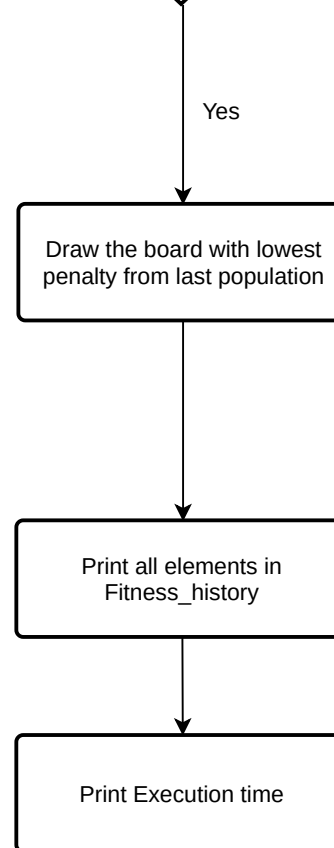 Yes
Draw the board with lowest
penalty from last population
Print all elements in
Fitness_history
Print Execution time